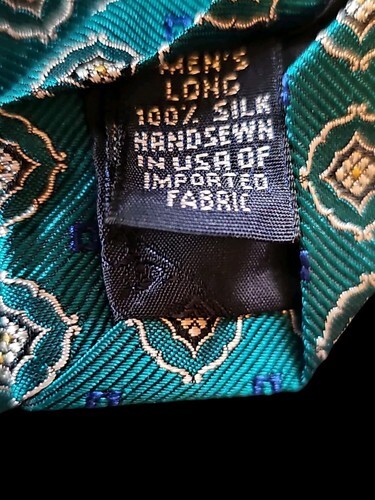 MEN'S
LONG
100% SILK
HANDSEWN
IN USA OF
IMPORTED
FABRIC